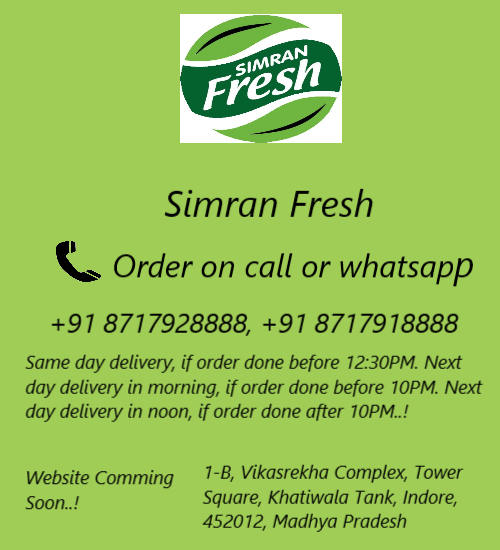 SIMRAN
Fresh
Simran Fresh
Order on call or whatsapp
+91 8717928888, +91 8717918888
Same day delivery, if order done before 12:30PM. Next
day delivery in morning, if order done before 10PM. Next
day delivery in noon, if order done after 10PM..!
Website Comming
Soon..!
1-B, Vikasrekha Complex, Tower
Square, Khatiwala Tank, Indore,
452012, Madhya Pradesh